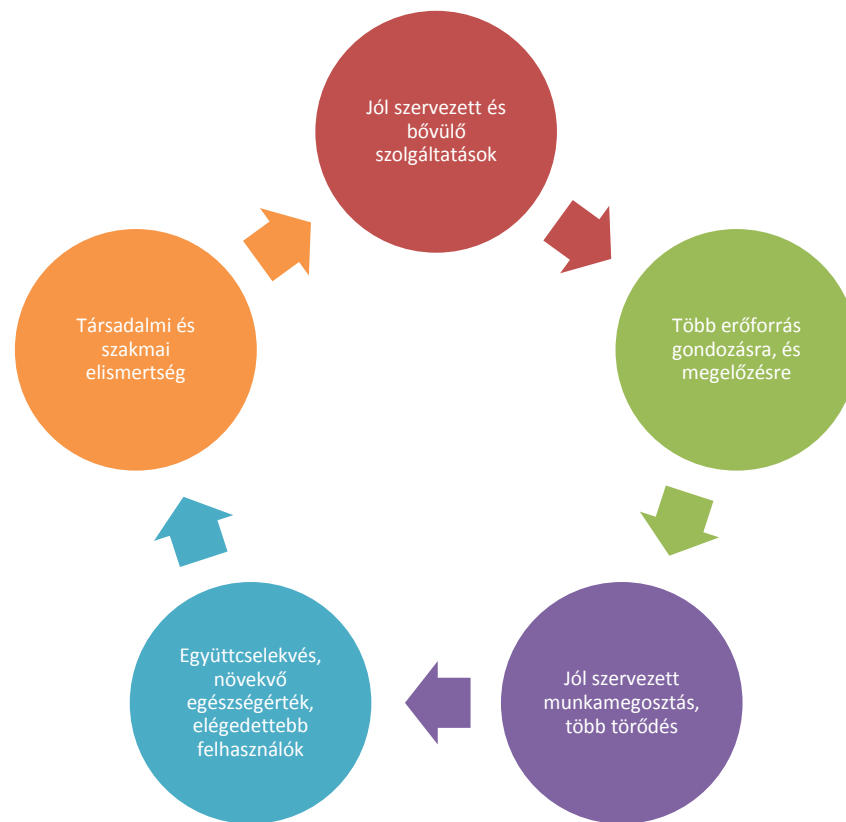 Jól szervezett és
bővülő
szolgáltatások
Több erőforrás
gondozásra, és
megelőzésre
Jól szervezett
munkamegosztás,
több törődés
Együttcselekvés,
növekvő
egészségérték,
elégedettebb
felhasználók
Társadalmi és
szakmai
elismertség